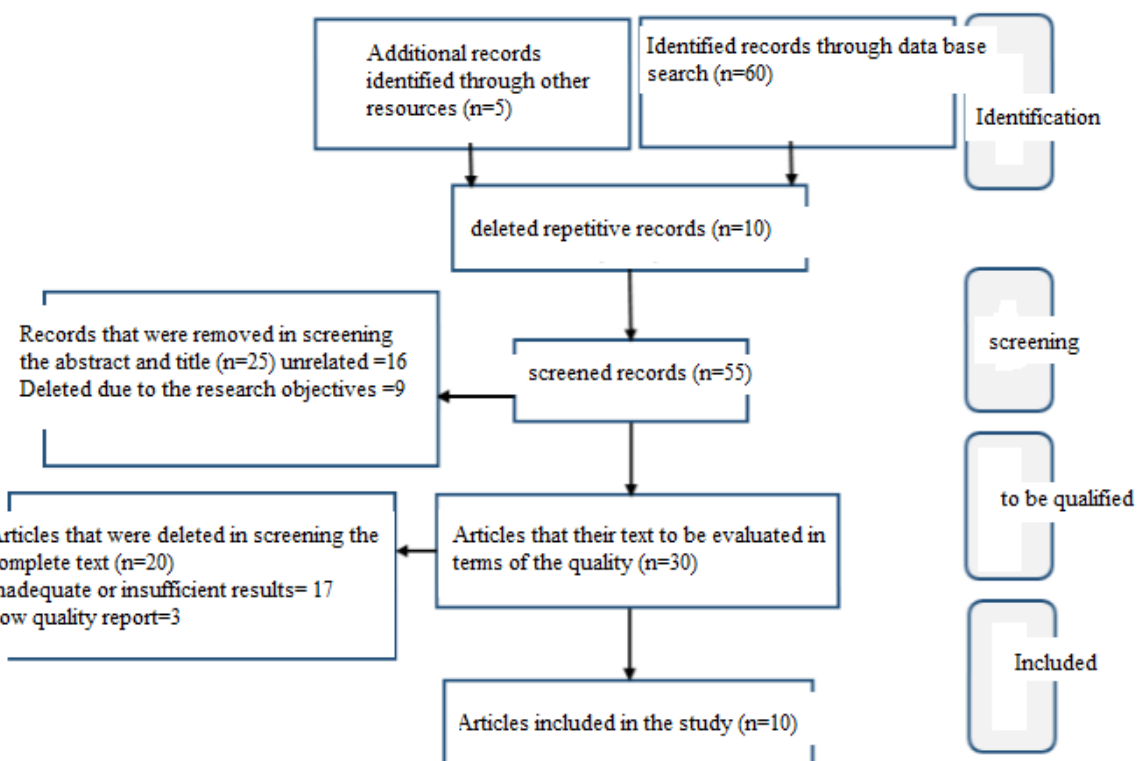 Additional records
identified through other
resources (n=5)
Identified records through data base
search (n=60)
Identification
deleted repetitive records (n=10)
Records that were removed in screening
the abstract and title (n=25) unrelated =16
Deleted due to the research objectives =9
screened records (n=55)
screening
to be qualified
rticles that were deleted in screening the
omplete text (n=20)
nadequate or insufficient results= 17
ow quality report=3
Articles that their text to be evaluated in
terms of the quality (n=30)
Included
Articles included in the study (n=10)